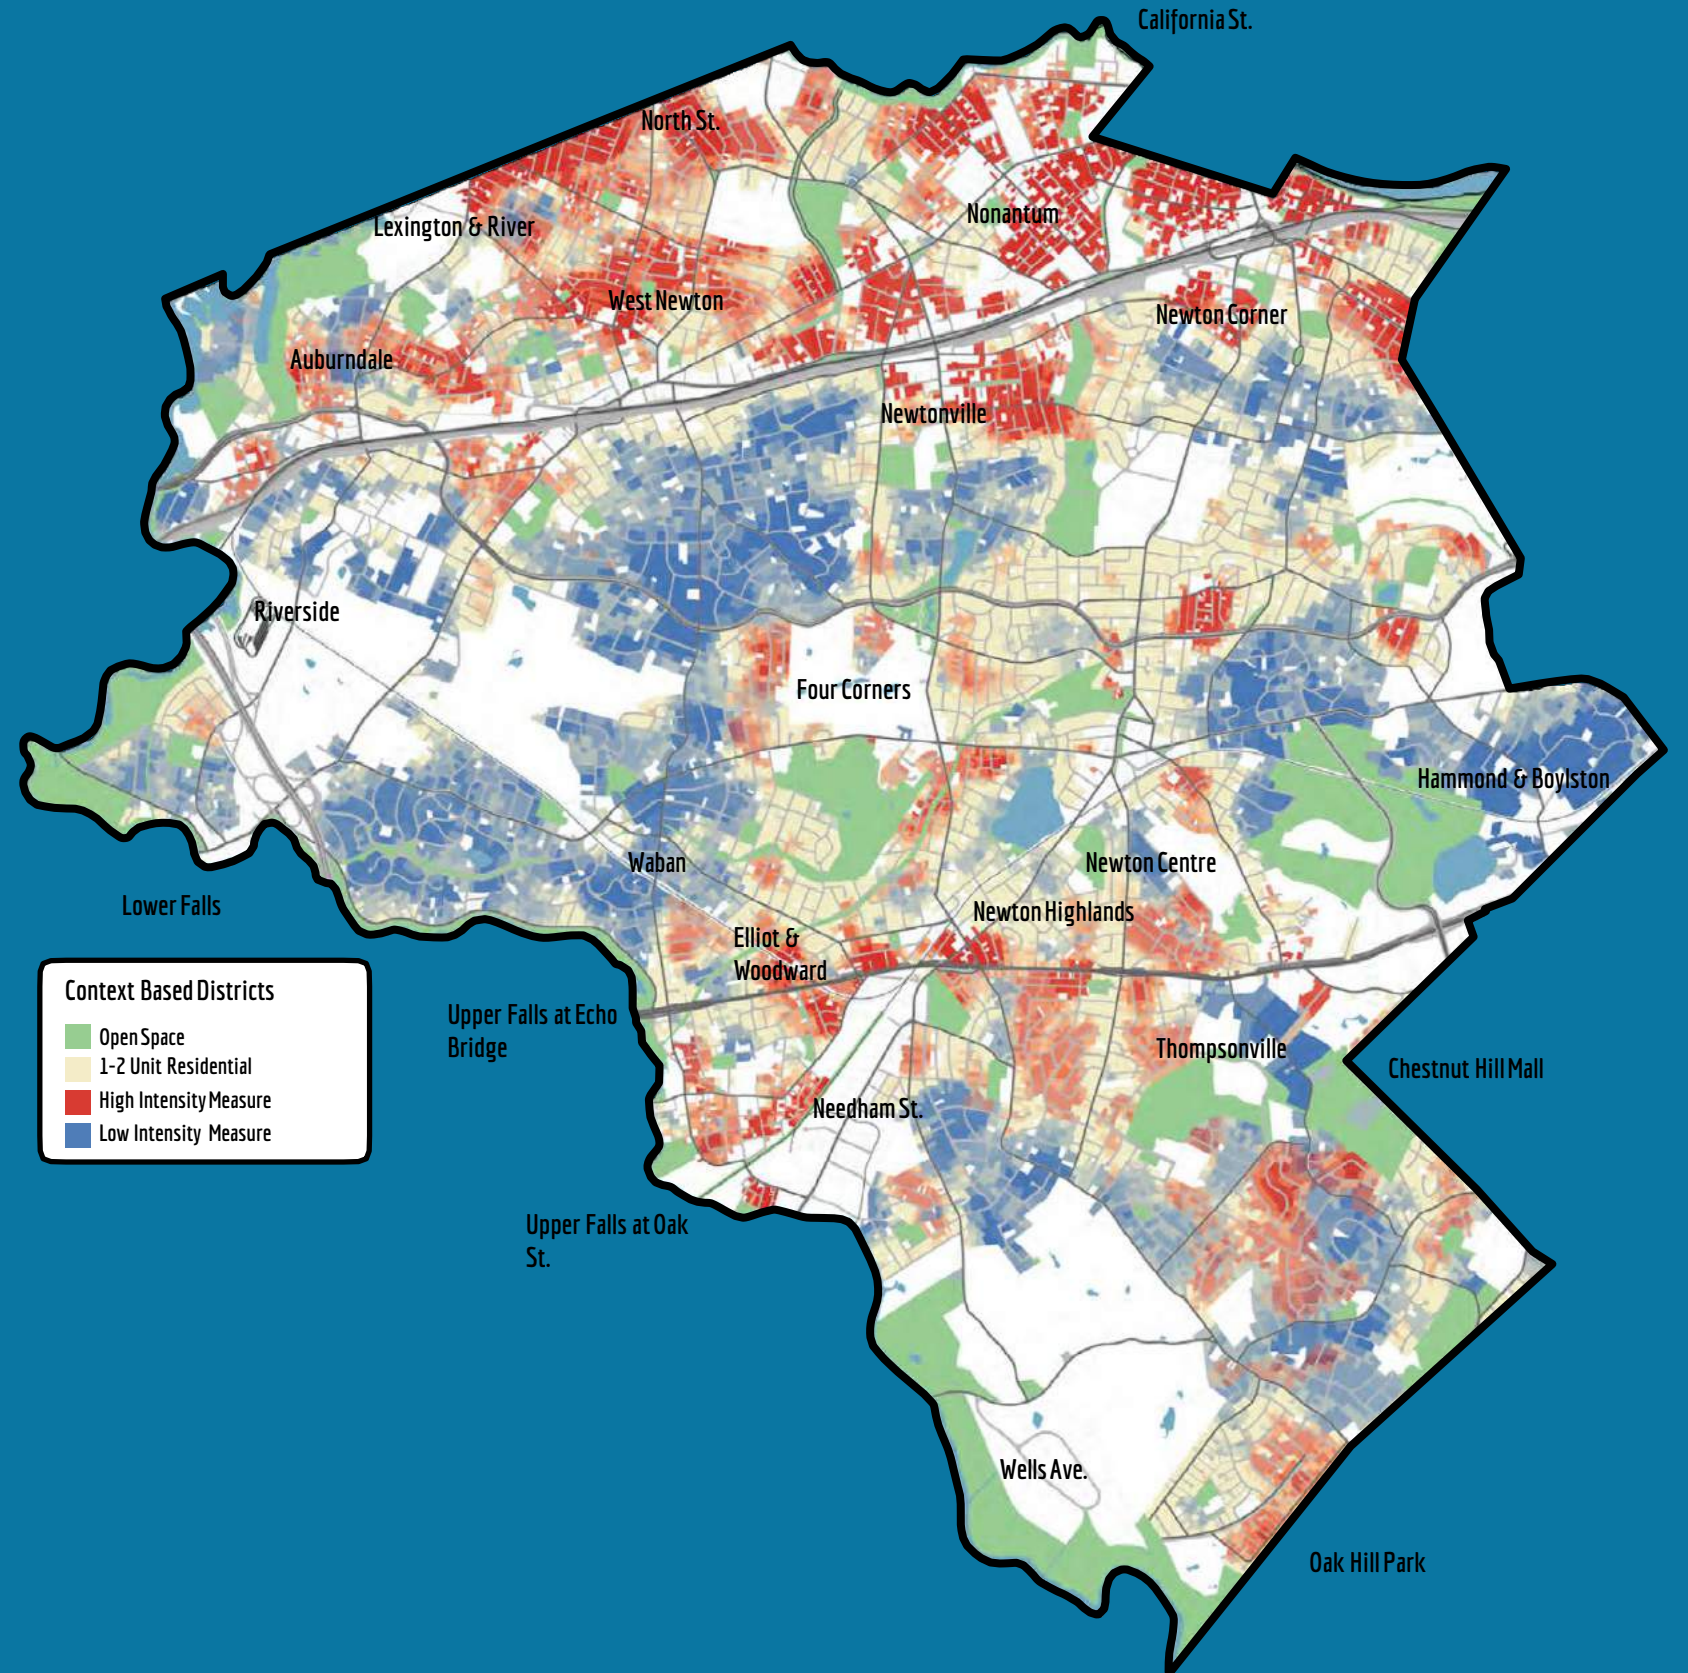 California St.
North St.
Nonantum
Lexington & River
West Newton
Newton Corner
Auburndale
Newtonville
Riverside
Four Corners
Hammond & Boylston
Waban
Newton Centre
Lower Falls
Newton Highlands
Elliot &
Woodward
Context Based Districts
Open Space
1-2 Unit Residential
High Intensity Measure
Low Intensity Measure
Upper Falls at Echo
Bridge
Thompsonville
Chestnut Hill Mall
Needham St.
Upper Falls at Oak
St.
Wells Ave.
Oak Hill Park